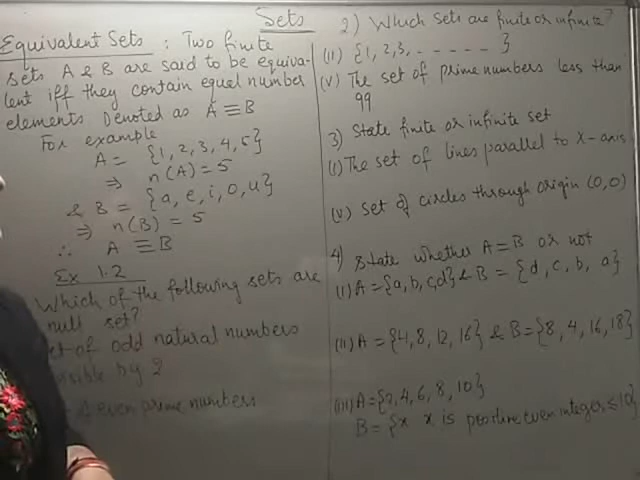 Sets
Equivalent Sets : Two finite
sets A & B are said to be equiva-
lent iff they contain equal number
elements Denoted as A ≡ B
For example
A = {1, 2, 3, 4, 5}
⇒ n(A) = 5
& B = {a, e, i, o, u}
⇒ n(B) = 5
∴ A ≡ B
Ex 1.2
Which of the following sets are
null set?
of odd natural numbers
by 2
even prime numbers
2) Which sets are finite or infinite?
(ii) {1, 2, 3, - - - - - }
(v) The set of prime numbers less than
99
3) State finite or infinite set
(i) The set of lines parallel to x-axis
(v) Set of circles through origin (0,0)
4) State whether A = B or not
(i) A = {a, b, c, d} & B = {d, c, b, a}
(ii) A = {4, 8, 12, 16} & B = {8, 4, 16, 18}
(iii) A = {2, 4, 6, 8, 10}
B = {x x is positive even integer ≤ 10}